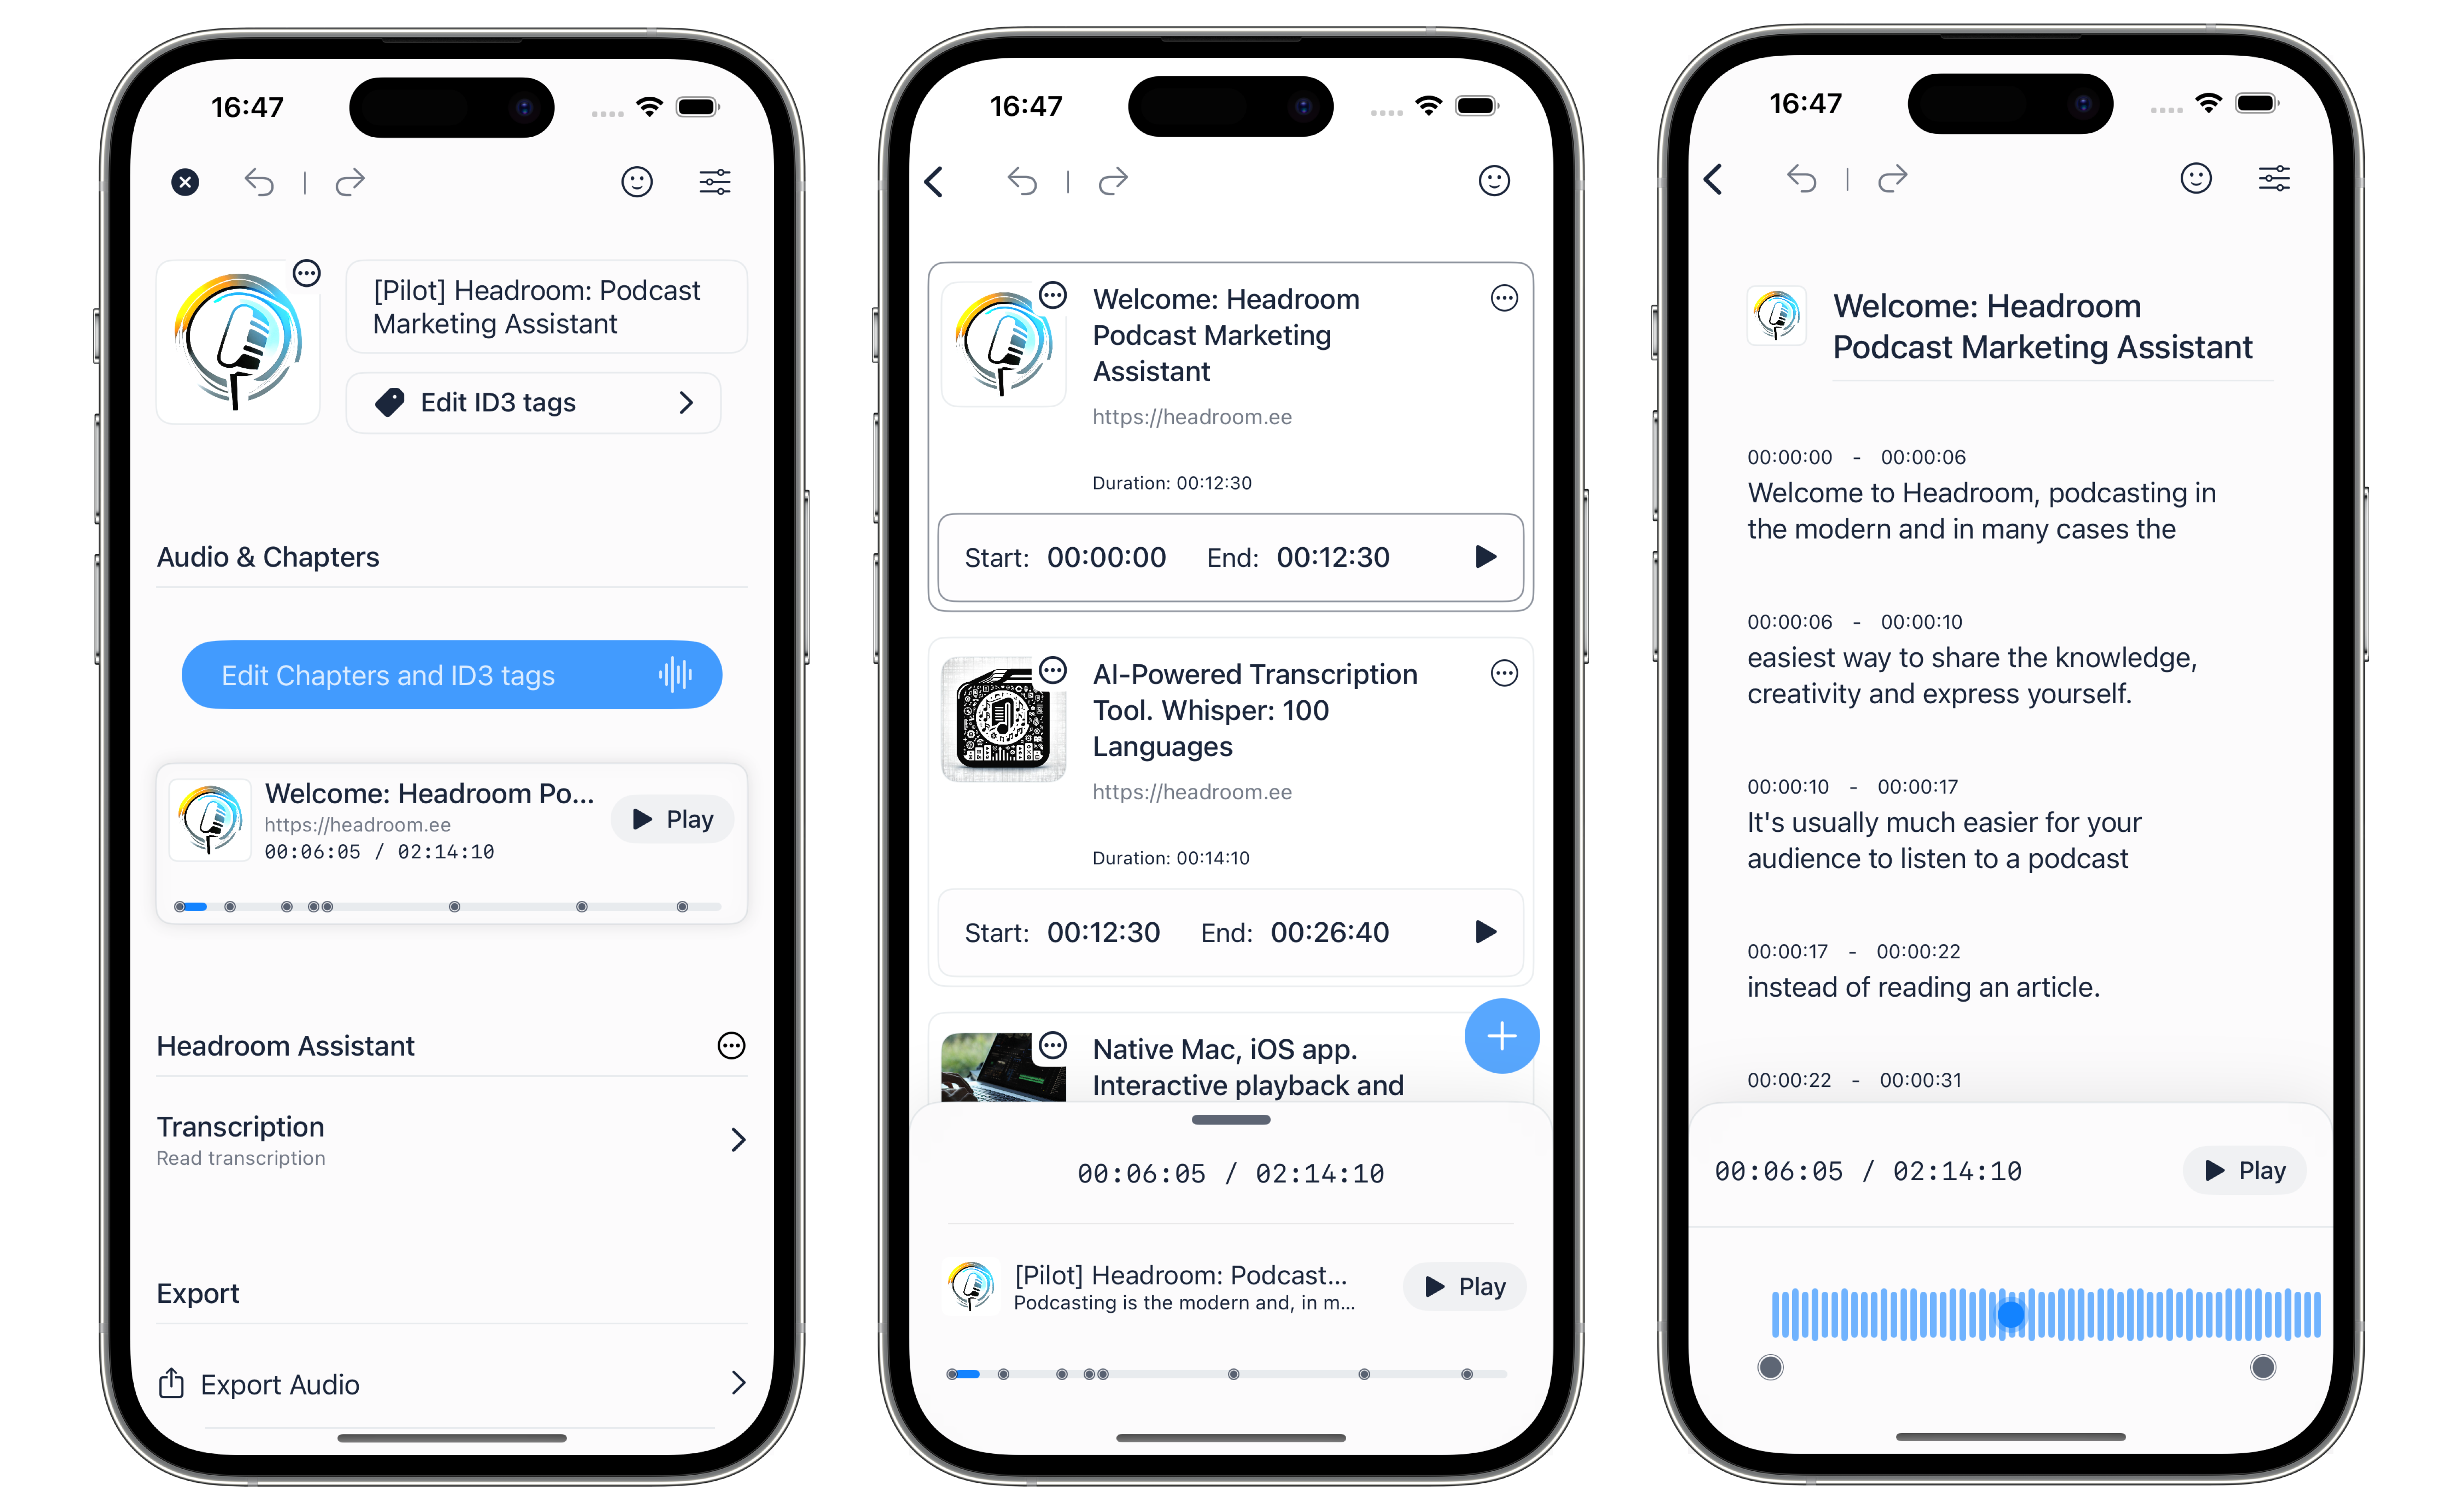 16:47
[Pilot] Headroom: Podcast
Marketing Assistant
Edit ID3 tags
Audio & Chapters
Edit Chapters and ID3 tags
Welcome: Headroom Po...
https://headroom.ee
00:06:05 / 02:14:10
Play
Headroom Assistant
Transcription
Read transcription
Export
Export Audio
16:47
Welcome: Headroom
Podcast Marketing
Assistant
https://headroom.ee
Duration: 00:12:30
Start: 00:00:00 End: 00:12:30
AI-Powered Transcription
Tool. Whisper: 100
Languages
https://headroom.ee
Duration: 00:14:10
Start: 00:12:30 End: 00:26:40
Native Mac, iOS app.
Interactive playback and
00:06:05 / 02:14:10
[Pilot] Headroom: Podcast...
Podcasting is the modern and, in m...
Play
16:47
Welcome: Headroom
Podcast Marketing Assistant
00:00:00 - 00:00:06
Welcome to Headroom, podcasting in
the modern and in many cases the
00:00:06 - 00:00:10
easiest way to share the knowledge,
creativity and express yourself.
00:00:10 - 00:00:17
It's usually much easier for your
audience to listen to a podcast
00:00:17 - 00:00:22
instead of reading an article.
00:00:22 - 00:00:31
00:06:05 / 02:14:10
Play